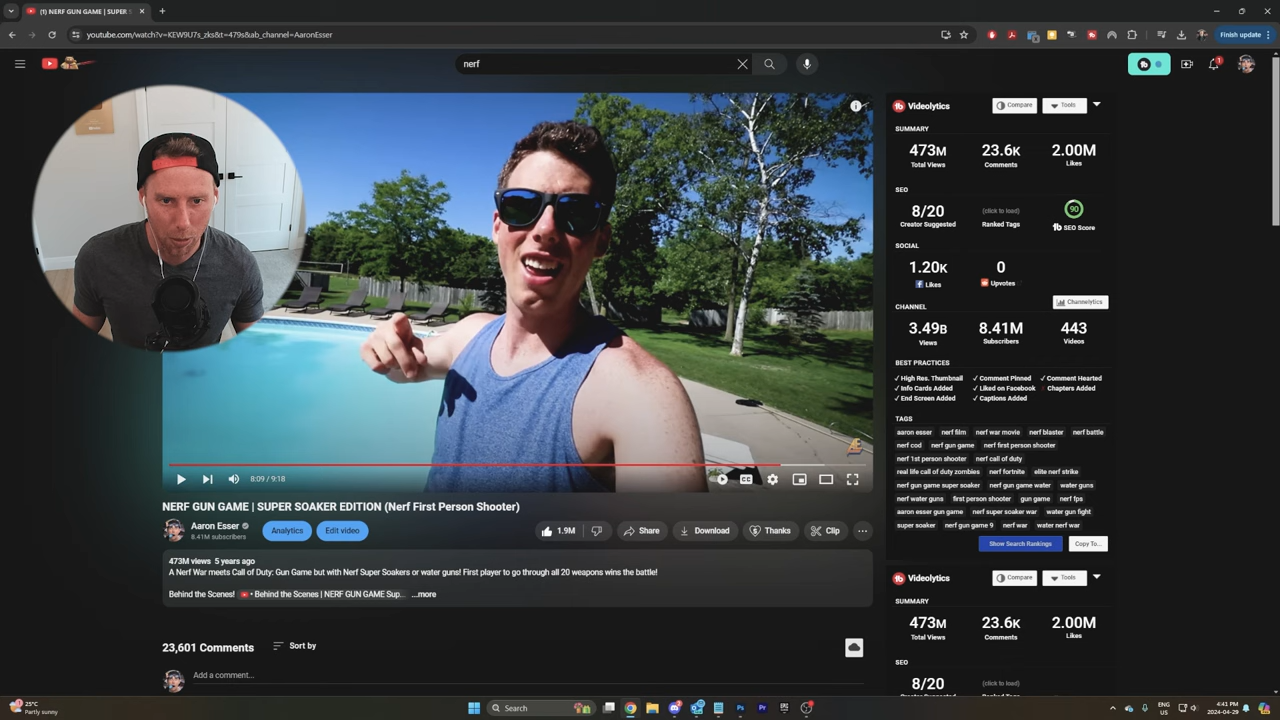 (1) NERF GUN GAME | SUPER S
Finish update
youtube.com/watch?v=KEW9U7s_zks&t=479s&ab_channel=AaronEsser
nerf
1
Videolytics
Compare
Tools
SUMMARY
473M 23.6K 2.00M
Total Views Comments Likes
SEO
8/20 (click to load) 90
Creator Suggested Ranked Tags tb SEO Score
SOCIAL
1.20K 0
Likes Upvotes
CHANNEL
Channelytics
3.49B 8.41M 443
Views Subscribers Videos
BEST PRACTICES
✓ High Res. Thumbnail ✓ Comment Pinned ✓ Comment Hearted
✓ Info Cards Added ✓ Liked on Facebook Chapters Added
✓ End Screen Added ✓ Captions Added
TAGS
aaron esser nerf film nerf war movie nerf blaster nerf battle
nerf cod nerf gun game nerf first person shooter
nerf 1st person shooter nerf call of duty
real life call of duty zombies nerf fortnite elite nerf strike
nerf gun game super soaker nerf gun game water water guns
nerf water guns first person shooter gun game nerf fps
aaron esser gun game nerf super soaker war water gun fight
super soaker nerf gun game 9 nerf war water nerf war
Show Search Rankings
Copy To...
8:09 / 9:18
CC
Aaron Esser
8.41M subscribers
Analytics
Edit video
1.9M
Share
Download
Thanks
Clip
473M views 5 years ago
A Nerf War meets Call of Duty: Gun Game but with Nerf Super Soakers or water guns! First player to go through all 20 weapons wins the battle!
Behind the Scenes! • Behind the Scenes | NERF GUN GAME Sup... ...more
23,601 Comments
Sort by
Add a comment...
Videolytics
Compare
Tools
SUMMARY
473M 23.6K 2.00M
Total Views Comments Likes
SEO
8/20 (click to load)
25°C
Partly sunny
Search
ENG
US
4:41 PM
2024-04-29